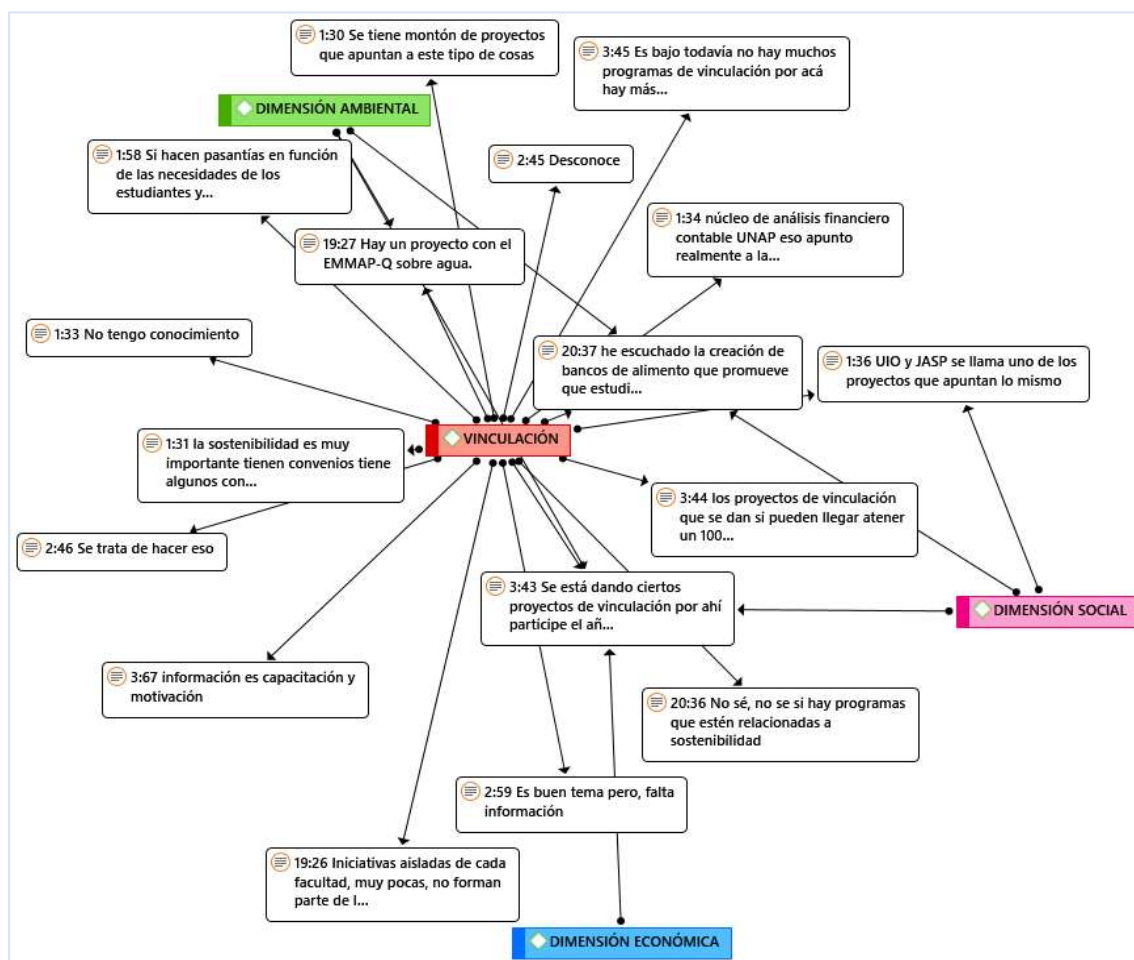 1:30 Se tiene montón de proyectos
que apuntan a este tipo de cosas
3:45 Es bajo todavía no hay muchos
programas de vinculación por acá
hay más...
DIMENSIÓN AMBIENTAL
1:58 Si hacen pasantías en función
de las necesidades de los
estudiantes y...
2:45 Desconoce
1:34 núcleo de análisis financiero
contable UNAP eso apunto
realmente a la...
19:27 Hay un proyecto con el
EMMAP-Q sobre agua.
1:33 No tengo conocimiento
20:37 he escuchado la creación de
bancos de alimento que promueve
que estudi...
1:36 UIO y JASP se llama uno de los
proyectos que apuntan lo mismo
VINCULACIÓN
1:31 la sostenibilidad es muy
importante tienen convenios tiene
algunos con...
3:44 los proyectos de vinculación
que se dan si pueden llegar atener
un 100...
2:46 Se trata de hacer eso
3:43 Se está dando ciertos
proyectos de vinculación por ahí
participe el añ...
DIMENSIÓN SOCIAL
3:67 información es capacitación y
motivación
20:36 No sé, no se si hay programas
que estén relacionadas a
sostenibilidad
2:59 Es buen tema pero, falta
información
19:26 Iniciativas aisladas de cada
facultad, muy pocas, no forman
parte de l...
DIMENSIÓN ECONÓMICA